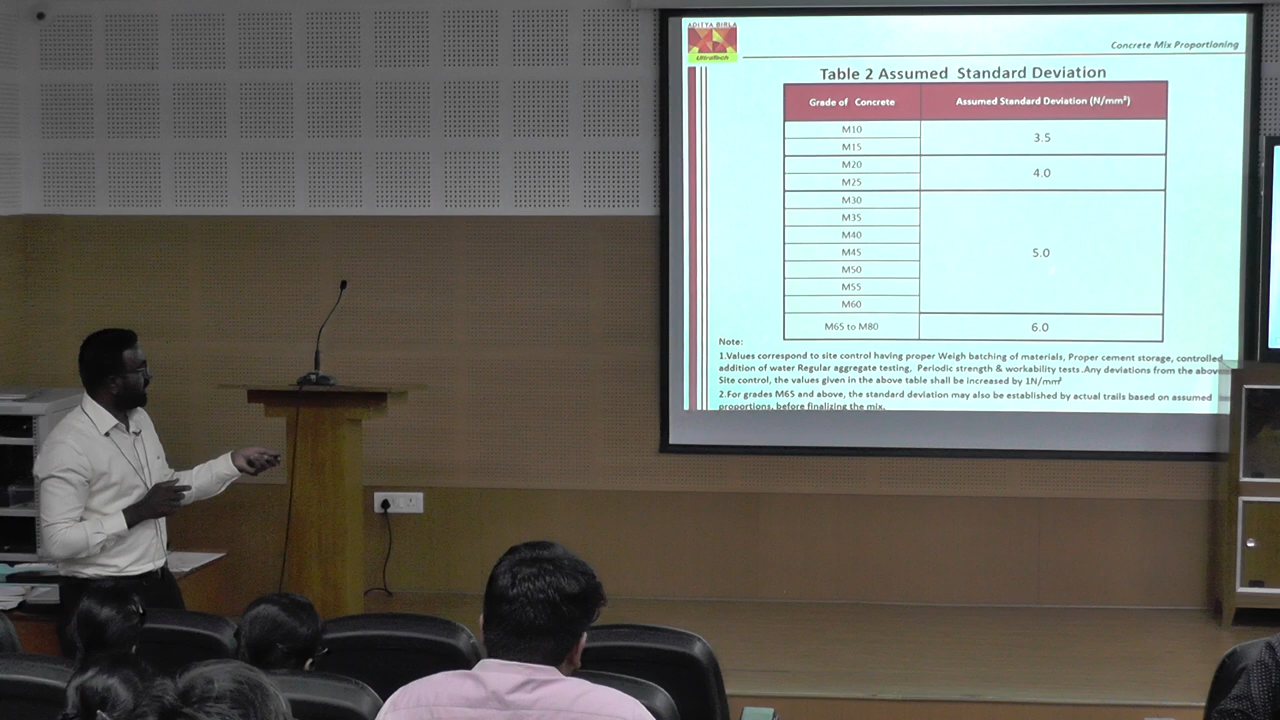 ADITYA BIRLA
UltraTech
Concrete Mix Proportioning
Table 2 Assumed Standard Deviation
Grade of Concrete
Assumed Standard Deviation (N/mm²)
M10
3.5
M15
M20
4.0
M25
M30
M35
M40
M45
5.0
M50
M55
M60
M65 to M80
6.0
Note:
1.Values correspond to site control having proper Weigh batching of materials, Proper cement storage, controlled
addition of water Regular aggregate testing, Periodic strength & workability tests.Any deviations from the above
Site control, the values given in the above table shall be increased by 1N/mm²
2.For grades M65 and above, the standard deviation may also be established by actual trails based on assumed
proportions, before finalizing the mix.